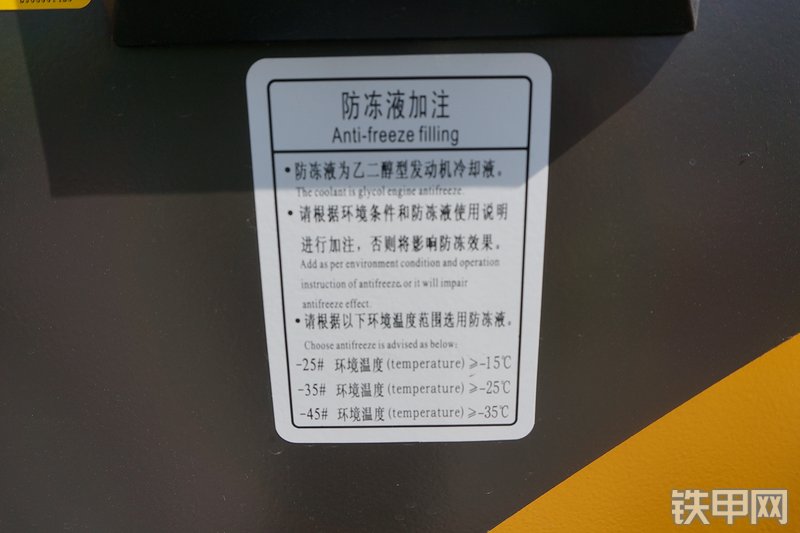 防冻液加注
Anti-freeze filling
•防冻液为乙二醇型发动机冷却液。
The coolant is glycol engine antifreeze.
•请根据环境条件和防冻液使用说明
进行加注，否则将影响防冻效果。
Add as per environment condition and operation
instruction of antifreeze, or it will impair
antifreeze effect.
•请根据以下环境温度范围选用防冻液。
Choose antifreeze is advised as below:
-25# 环境温度(temperature)≥-15℃
-35# 环境温度(temperature)≥-25℃
-45# 环境温度(temperature)≥-35℃
铁甲网